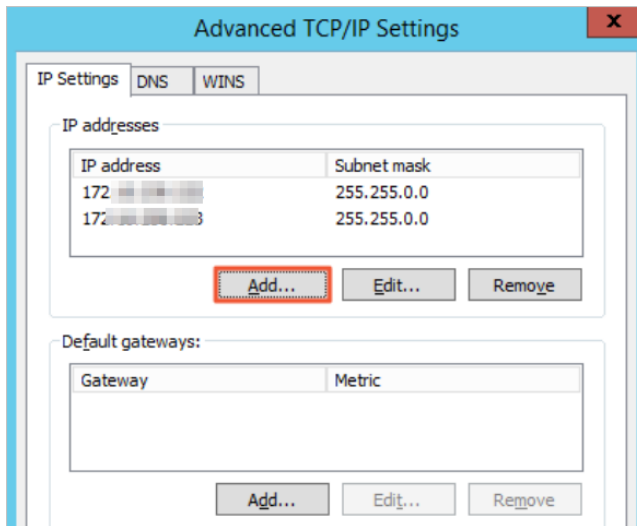 Advanced TCP/IP Settings
x
IP Settings DNS WINS
IP addresses
IP address Subnet mask
172. 255.255.0.0
172. 3 255.255.0.0
Add... Edit... Remove
Default gateways:
Gateway Metric
Add... Edit... Remove